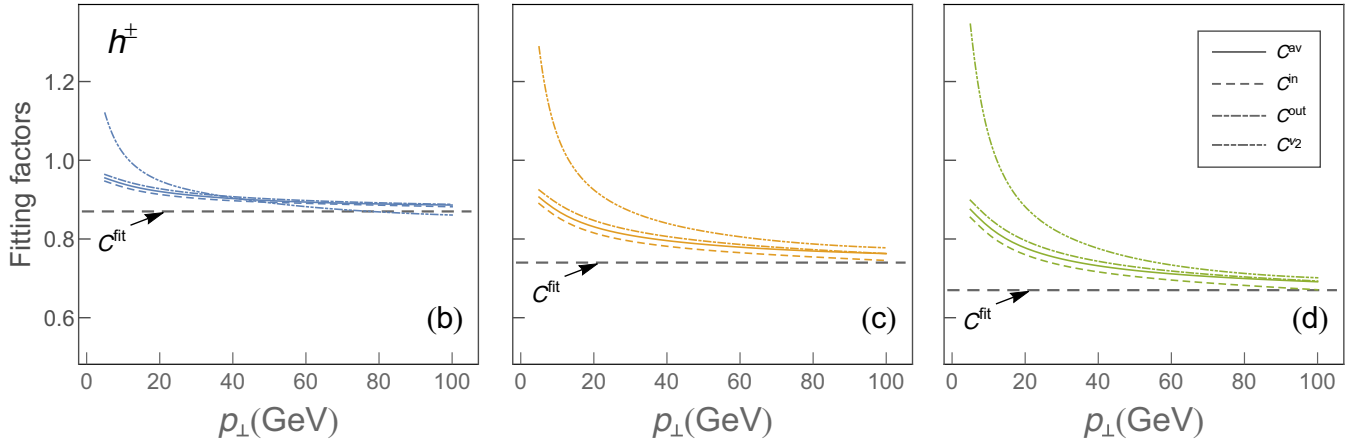 Fitting factors
1.2
1.0
0.8
0.6
h±
C^fit
(b)
0 20 40 60 80 100
p⊥(GeV)
C^fit
(c)
0 20 40 60 80 100
p⊥(GeV)
C^av
C^in
C^out
C^v2
C^fit
(d)
0 20 40 60 80 100
p⊥(GeV)